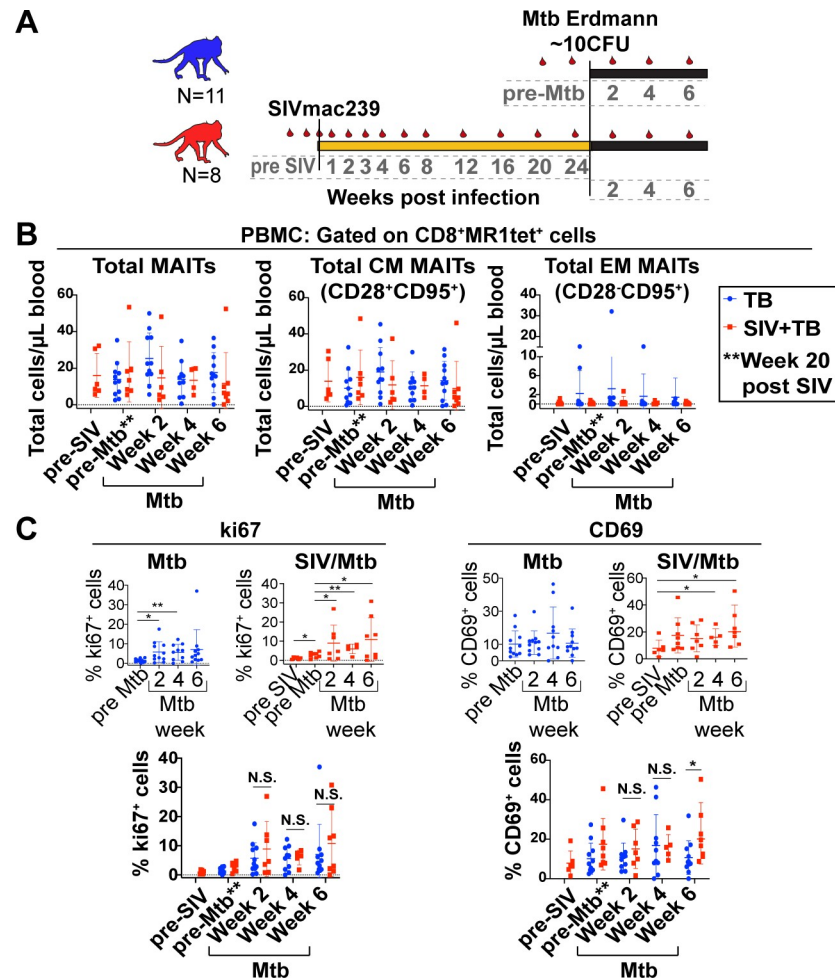 A
Mtb Erdmann
~10CFU
N=11
pre-Mtb 2 4 6
SIVmac239
N=8
pre SIV 1 2 3 4 6 8 12 16 20 24
Weeks post infection
2 4 6
B
PBMC: Gated on CD8⁺MR1tet⁺ cells
Total MAITs
Total cells/μL blood
60
40
20
0
pre-SIV
pre-Mtb**
Week 2
Week 4
Week 6
Mtb
Total CM MAITs
(CD28⁺CD95⁺)
Total cells/μL blood
60
40
20
0
pre-SIV
pre-Mtb**
Week 2
Week 4
Week 6
Mtb
Total EM MAITs
(CD28⁻CD95⁺)
Total cells/μL blood
60
40
20
10
5
2
0
pre-SIV
pre-Mtb**
Week 2
Week 4
Week 6
Mtb
TB
SIV+TB
**Week 20
post SIV
C
ki67
Mtb
% ki67⁺ cells
40
30
20
10
0
* **
pre Mtb 2 4 6
Mtb
week
SIV/Mtb
% ki67⁺ cells
40
30
20
10
0
* * ** *
pre SIV
pre Mtb 2 4 6
Mtb
week
% ki67⁺ cells
40
30
20
10
0
N.S. N.S. N.S.
pre-SIV
pre-Mtb**
Week 2
Week 4
Week 6
Mtb
CD69
Mtb
% CD69⁺ cells
50
30
20
10
0
pre Mtb 2 4 6
Mtb
week
SIV/Mtb
% CD69⁺ cells
80
60
40
20
0
* *
pre SIV
pre Mtb 2 4 6
Mtb
week
% CD69⁺ cells
60
40
20
0
N.S. N.S. *
pre-SIV
pre-Mtb**
Week 2
Week 4
Week 6
Mtb